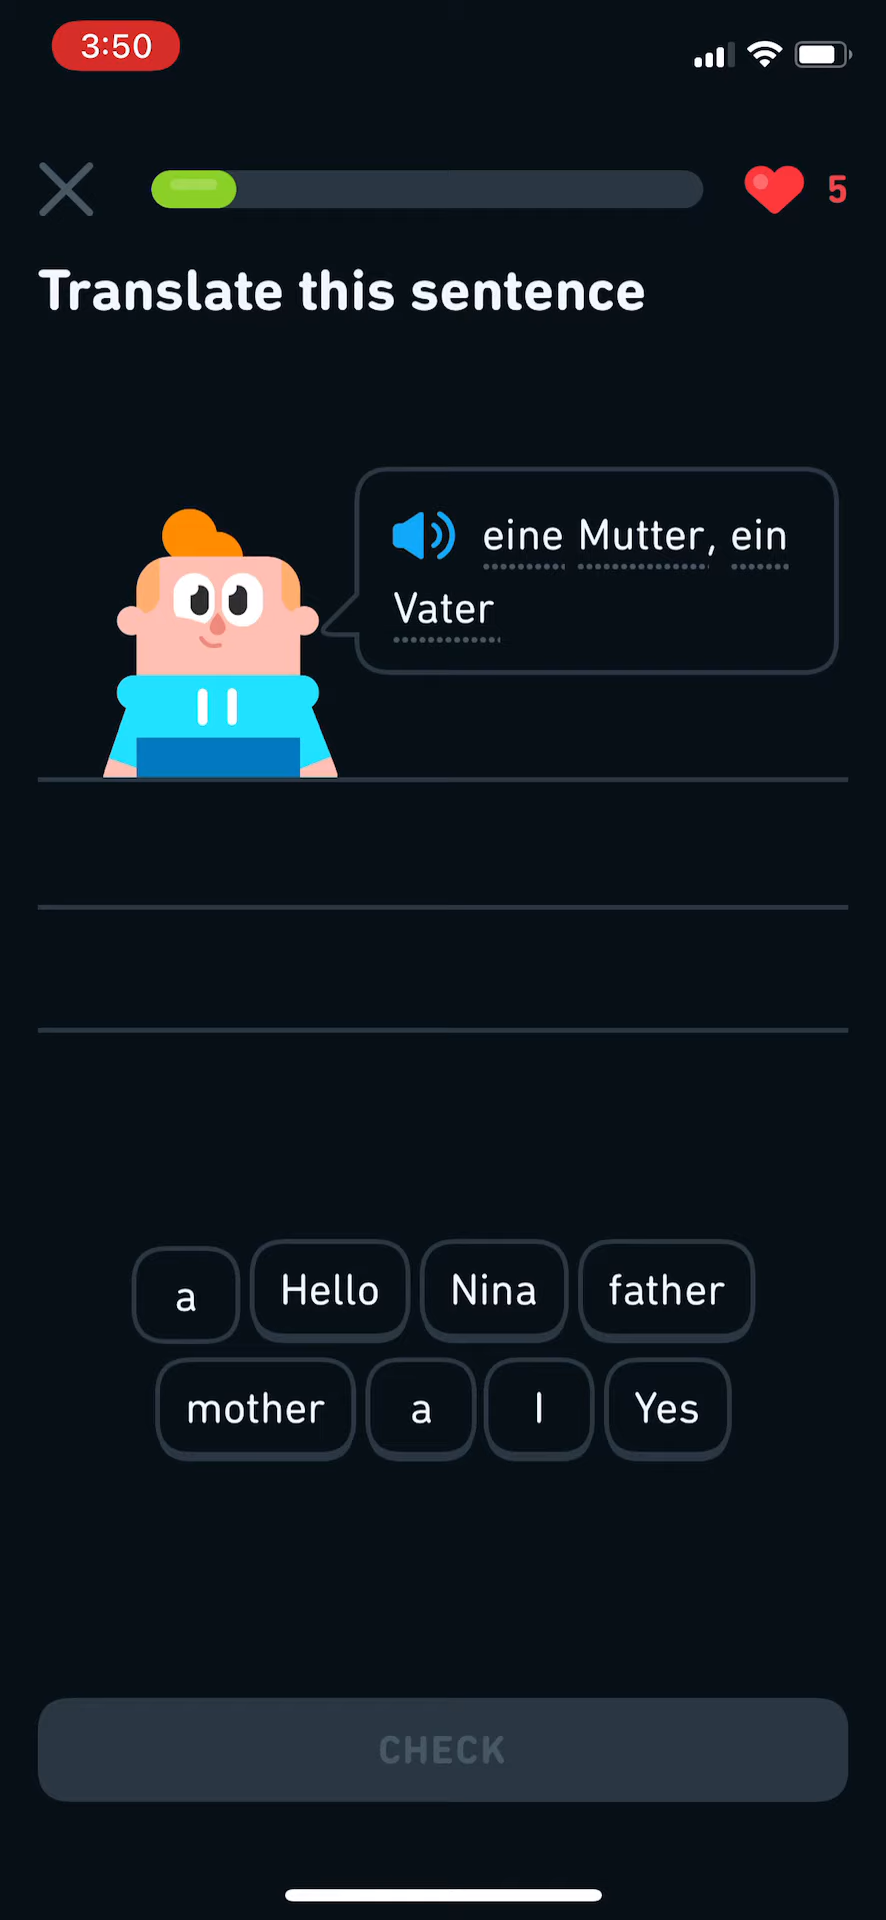 3:50
5
Translate this sentence
eine Mutter, ein
Vater
a Hello Nina father
mother a I Yes
CHECK